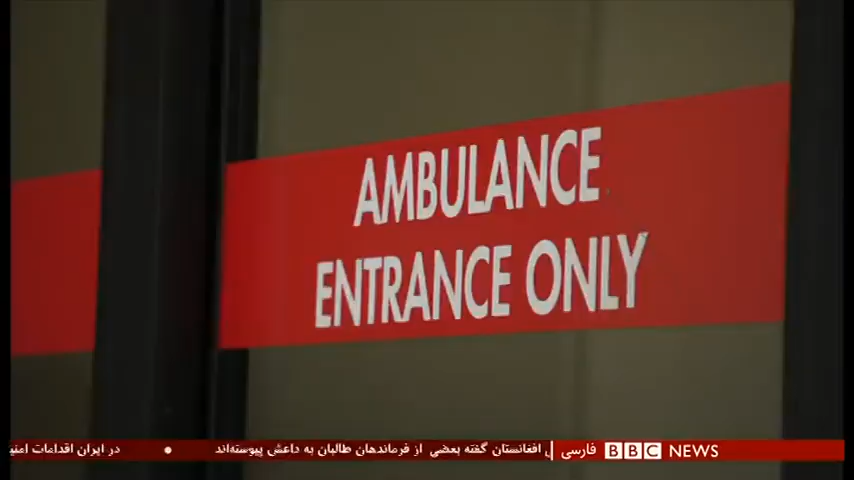 AMBULANCE
ENTRANCE ONLY
افغانستان گفته بعضی از فرماندهان طالبان به داعش پیوسته‌اند • در ایران اقدامات
BBC NEWS فارسی